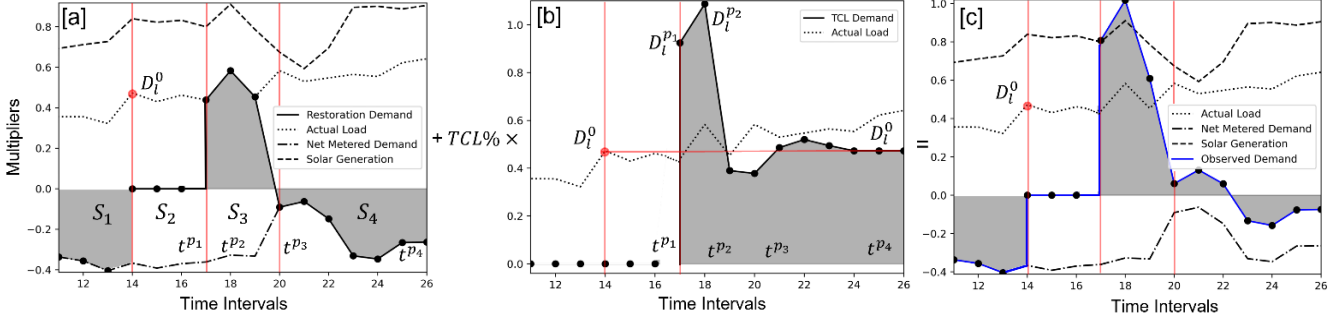 [a]
0.8
0.6
0.4
0.2
0.0
−0.2
−0.4
Multipliers
D_l^0
Restoration Demand
Actual Load
Net Metered Demand
Solar Generation
S_1 S_2 S_3 S_4
t^{p_1} t^{p_2} t^{p_3} t^{p_4}
12 14 16 18 20 22 24 26
Time Intervals
+ TCL% ×
[b]
1.0
0.8
0.6
0.4
0.2
0.0
D_l^{p_1} D_l^{p_2}
TCL Demand
Actual Load
D_l^0 D_l^0
t^{p_1} t^{p_2} t^{p_3} t^{p_4}
12 14 16 18 20 22 24 26
Time Intervals
=
[c]
1.0
0.8
0.6
0.4
0.2
0.0
−0.2
−0.4
D_l^0
Actual Load
Net Metered Demand
Solar Generation
Observed Demand
12 14 16 18 20 22 24 26
Time Intervals